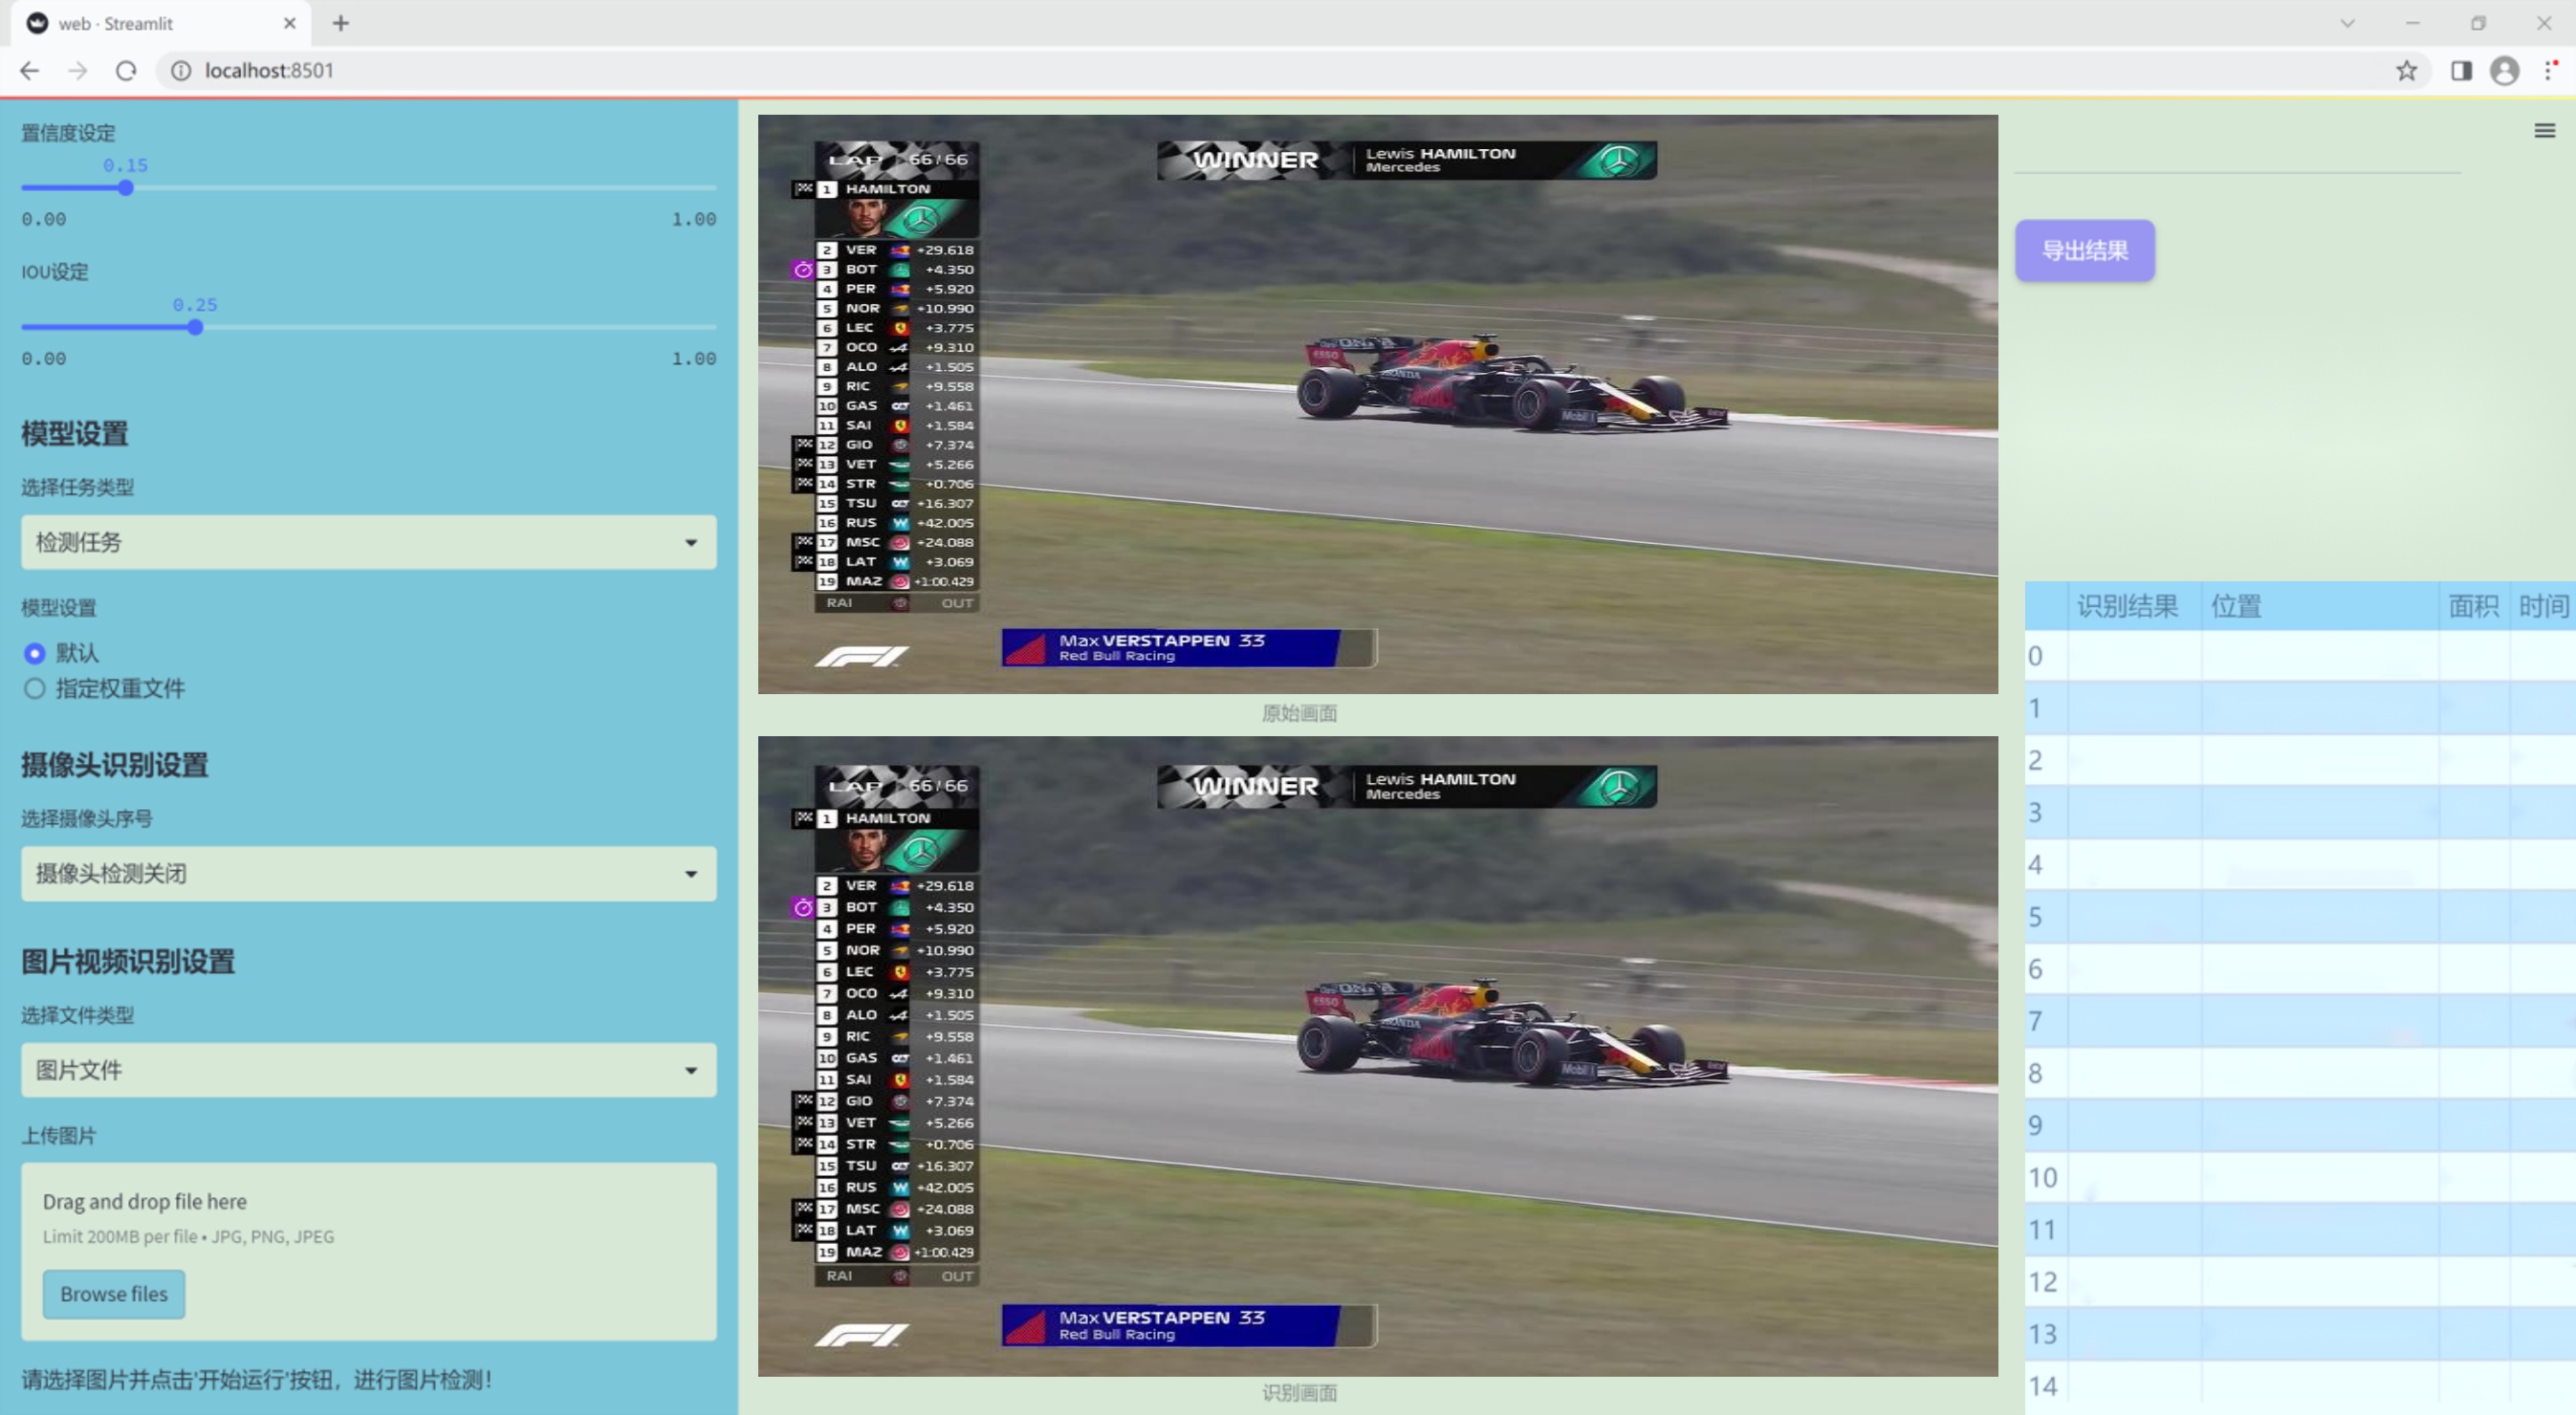 web · Streamlit
localhost:8501
置信度设定
0.15
0.00 1.00
IOU设定
0.25
0.00 1.00
模型设置
选择任务类型
检测任务
模型设置
默认
指定权重文件
摄像头识别设置
选择摄像头序号
摄像头检测关闭
图片视频识别设置
选择文件类型
图片文件
上传图片
Drag and drop file here
Limit 200MB per file • JPG, PNG, JPEG
Browse files
请选择图片并点击'开始运行'按钮，进行图片检测！
LAP 66/66
1 HAMILTON
2 VER +29.618
3 BOT +4.350
4 PER +5.920
5 NOR +10.990
6 LEC +3.775
7 OCO +9.310
8 ALO +1.505
9 RIC +9.558
10 GAS +1.461
11 SAI +1.584
12 GIO +7.374
13 VET +5.266
14 STR +0.706
15 TSU +16.307
16 RUS +42.005
17 MSC +24.088
18 LAT +3.069
19 MAZ +1:00.429
RAI OUT
WINNER
Lewis HAMILTON
Mercedes
ESSO
HONDA
Mobil 1
F1
Max VERSTAPPEN 33
Red Bull Racing
原始画面
LAP 66/66
1 HAMILTON
2 VER +29.618
3 BOT +4.350
4 PER +5.920
5 NOR +10.990
6 LEC +3.775
7 OCO +9.310
8 ALO +1.505
9 RIC +9.558
10 GAS +1.461
11 SAI +1.584
12 GIO +7.374
13 VET +5.266
14 STR +0.706
15 TSU +16.307
16 RUS +42.005
17 MSC +24.088
18 LAT +3.069
19 MAZ +1:00.429
RAI OUT
WINNER
Lewis HAMILTON
Mercedes
ESSO
HONDA
Mobil 1
F1
Max VERSTAPPEN 33
Red Bull Racing
识别画面
导出结果
识别结果 位置 面积 时间
0
1
2
3
4
5
6
7
8
9
10
11
12
13
14